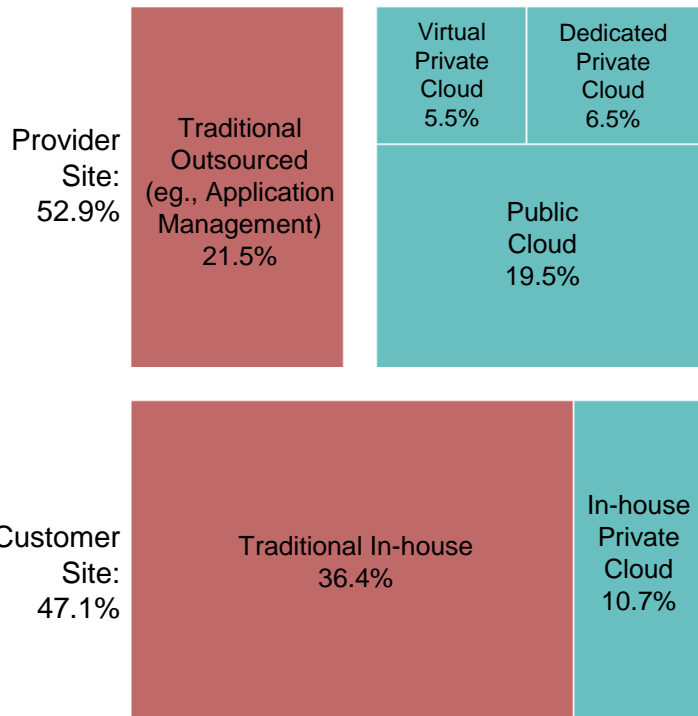 Provider
Site:
52.9%
Traditional
Outsourced
(eg., Application
Management)
21.5%
Virtual
Private
Cloud
5.5%
Dedicated
Private
Cloud
6.5%
Public
Cloud
19.5%
Customer
Site:
47.1%
Traditional In-house
36.4%
In-house
Private
Cloud
10.7%